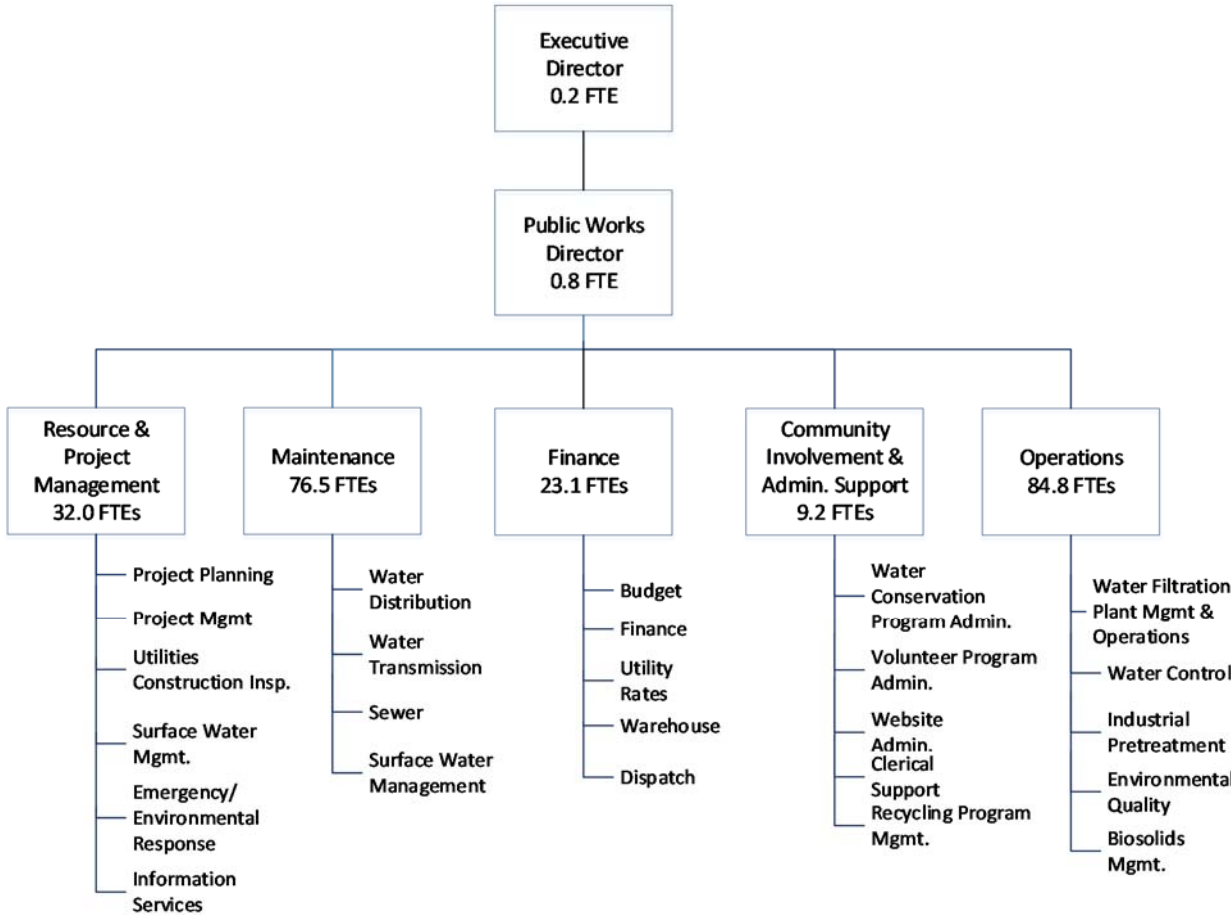 Executive
Director
0.2 FTE
Public Works
Director
0.8 FTE
Resource &
Project
Management
32.0 FTEs
Maintenance
76.5 FTEs
Finance
23.1 FTEs
Community
Involvement &
Admin. Support
9.2 FTEs
Operations
84.8 FTEs
Project Planning
Project Mgmt
Utilities
Construction Insp.
Surface Water
Mgmt.
Emergency/
Environmental
Response
Information
Services
Water
Distribution
Water
Transmission
Sewer
Surface Water
Management
Budget
Finance
Utility
Rates
Warehouse
Dispatch
Water
Conservation
Program Admin.
Volunteer Program
Admin.
Website
Admin.
Clerical
Support
Recycling Program
Mgmt.
Water Filtration
Plant Mgmt &
Operations
Water Control
Industrial
Pretreatment
Environmental
Quality
Biosolids
Mgmt.